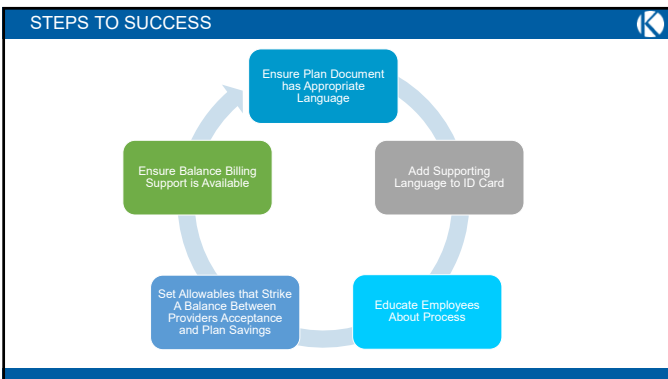 STEPS TO SUCCESS
K
Ensure Plan Document
has Appropriate
Language
Add Supporting
Language to ID Card
Educate Employees
About Process
Set Allowables that Strike
A Balance Between
Providers Acceptance
and Plan Savings
Ensure Balance Billing
Support is Available